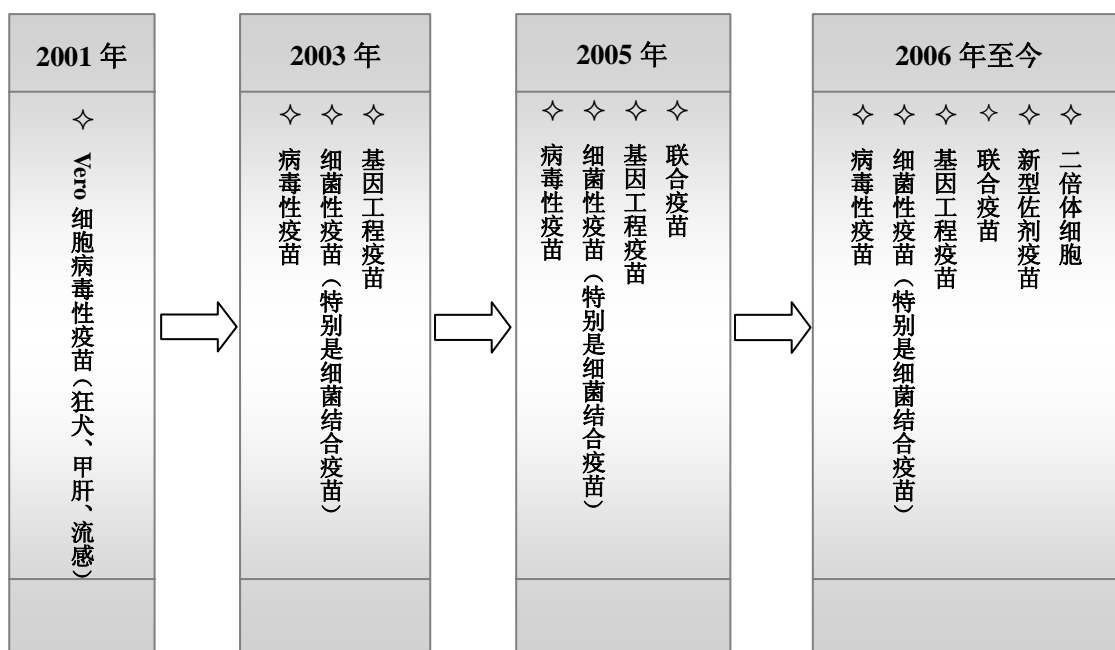 2001 年
✧ Vero 细胞病毒性疫苗（狂犬、甲肝、流感）
2003 年
✧ 病毒性疫苗
✧ 细菌性疫苗（特别是细菌结合疫苗）
✧ 基因工程疫苗
2005 年
✧ 病毒性疫苗
✧ 细菌性疫苗（特别是细菌结合疫苗）
✧ 基因工程疫苗
✧ 联合疫苗
2006 年至今
✧ 病毒性疫苗
✧ 细菌性疫苗（特别是细菌结合疫苗）
✧ 基因工程疫苗
✧ 联合疫苗
✧ 新型佐剂疫苗
✧ 二倍体细胞